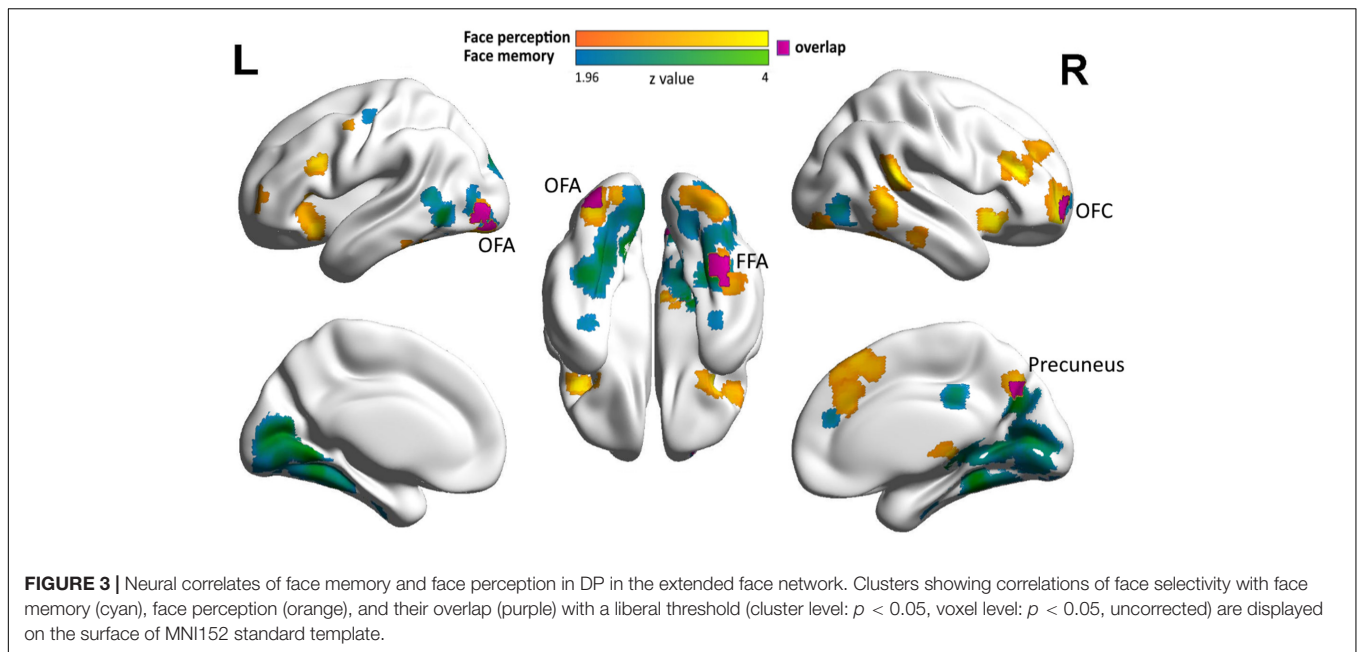 L
Face perception
Face memory
overlap
1.96 z value 4
R
OFA
OFA
FFA
OFC
Precuneus
FIGURE 3 | Neural correlates of face memory and face perception in DP in the extended face network. Clusters showing correlations of face selectivity with face
memory (cyan), face perception (orange), and their overlap (purple) with a liberal threshold (cluster level: p < 0.05, voxel level: p < 0.05, uncorrected) are displayed
on the surface of MNI152 standard template.